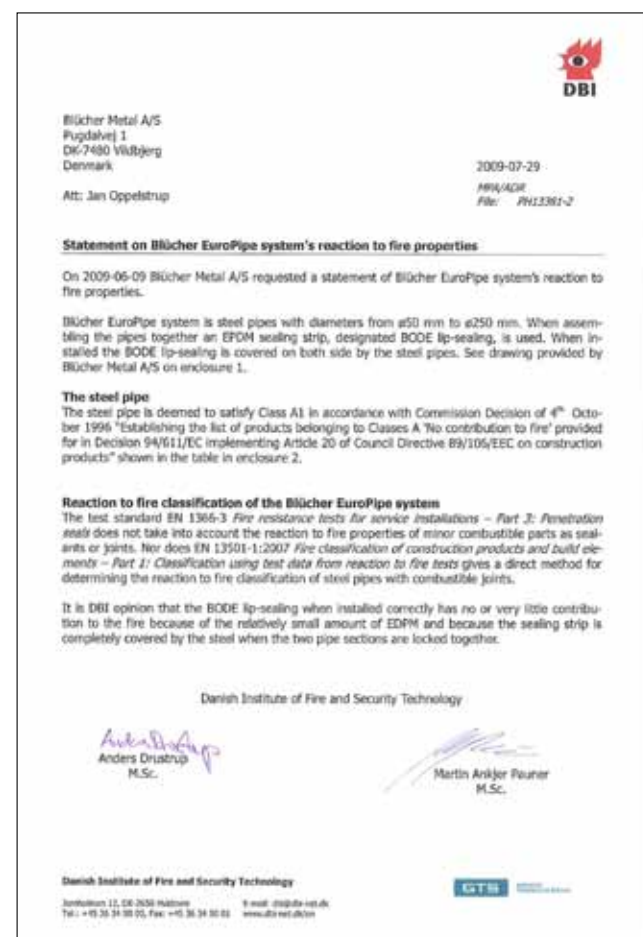 DBI
Blücher Metal A/S
Pugdalvej 1
DK-7480 Vildbjerg
Denmark
2009-07-29
Att: Jan Oppelstrup
MPA/ADR
File: PH13361-2
Statement on Blücher EuroPipe system's reaction to fire properties
On 2009-06-09 Blücher Metal A/S requested a statement of Blücher EuroPipe system's reaction to
fire properties.
Blücher EuroPipe system is steel pipes with diameters from ø50 mm to ø250 mm. When assem-
bling the pipes together an EPDM sealing strip, designated BODE lip-sealing, is used. When in-
stalled the BODE lip-sealing is covered on both side by the steel pipes. See drawing provided by
Blücher Metal A/S on enclosure 1.
The steel pipe
The steel pipe is deemed to satisfy Class A1 in accordance with Commission Decision of 4th Octo-
ber 1996 "Establishing the list of products belonging to Classes A 'No contribution to fire' provided
for in Decision 94/611/EC implementing Article 20 of Council Directive 89/106/EEC on construction
products" shown in the table in enclosure 2.
Reaction to fire classification of the Blücher EuroPipe system
The test standard EN 1366-3 Fire resistance tests for service installations – Part 3: Penetration
seals does not take into account the reaction to fire properties of minor combustible parts as seal-
ants or joints. Nor does EN 13501-1:2007 Fire classification of construction products and build ele-
ments – Part 1: Classification using test data from reaction to fire tests gives a direct method for
determining the reaction to fire classification of steel pipes with combustible joints.
It is DBI opinion that the BODE lip-sealing when installed correctly has no or very little contribu-
tion to the fire because of the relatively small amount of EDPM and because the sealing strip is
completely covered by the steel when the two pipe sections are locked together.
Danish Institute of Fire and Security Technology
Anders Drustrup
M.Sc.
Martin Ankjer Pauner
M.Sc.
Danish Institute of Fire and Security Technology
GTS